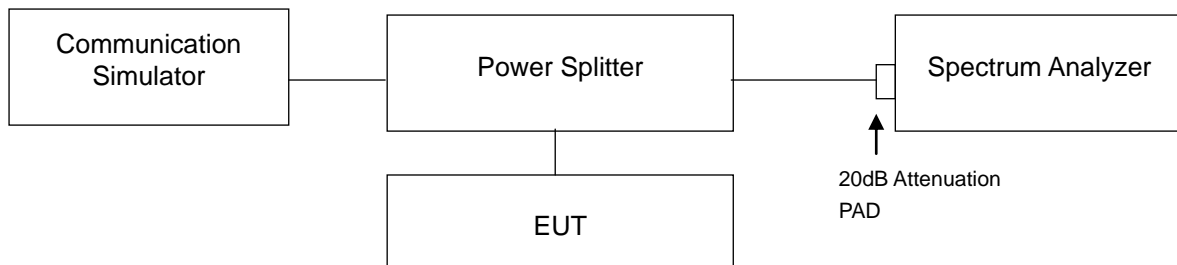 Communication
Simulator
Power Splitter
Spectrum Analyzer
20dB Attenuation
PAD
EUT